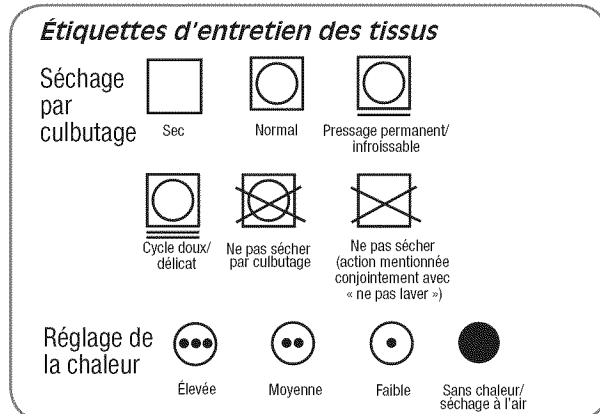 Étiquettes d'entretien des tissus
Séchage
par
culbutage
Sec
Normal
Pressage permanent/
infroissable
Cycle doux/
délicat
Ne pas sécher
par culbutage
Ne pas sécher
(action mentionnée
conjointement avec
« ne pas laver »)
Réglage de
la chaleur
Élevée
Moyenne
Faible
Sans chaleur/
séchage à l'air